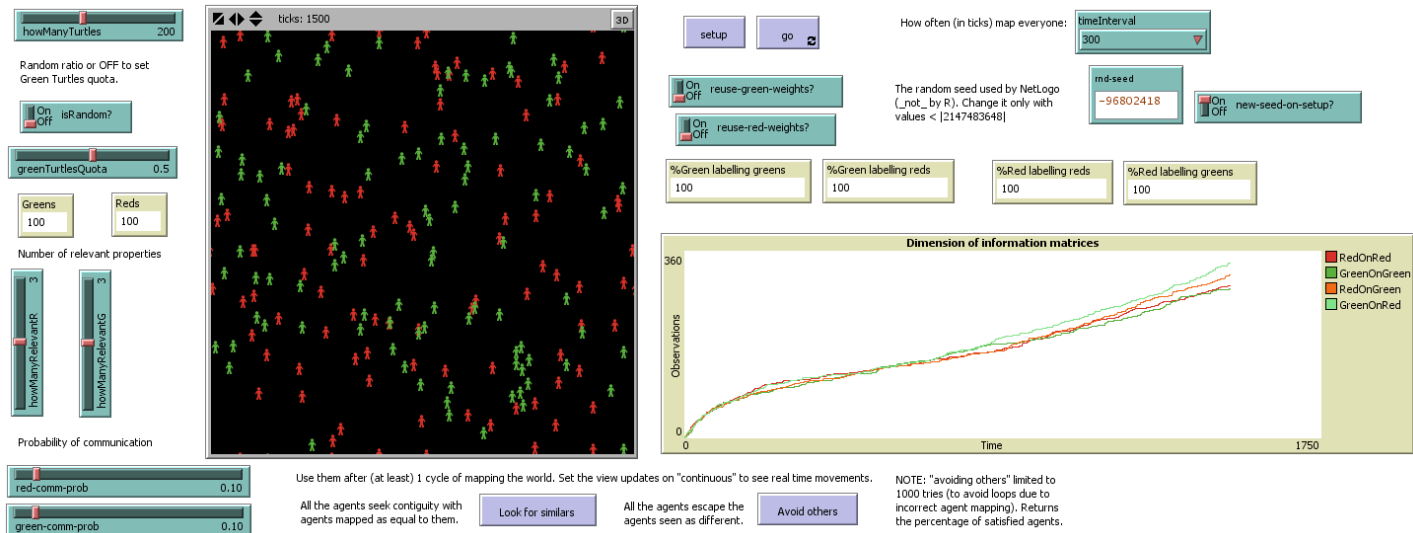 howManyTurtles 200
Random ratio or OFF to set
Green Turtles quota.
On
Off
isRandom?
greenTurtlesQuota 0.5
Greens
100
Reds
100
Number of relevant properties
howManyRelevantR 3
howManyRelevantG 3
Probability of communication
red-comm-prob 0.10
green-comm-prob 0.10
ticks: 1500
3D
setup
go
How often (in ticks) map everyone:
timeInterval
300
On
Off
reuse-green-weights?
On
Off
reuse-red-weights?
The random seed used by NetLogo
(_not_ by R). Change it only with
values < |2147483648|
rnd-seed
-96802418
On
Off
new-seed-on-setup?
%Green labelling greens
100
%Green labelling reds
100
%Red labelling reds
100
%Red labelling greens
100
Dimension of information matrices
360
Observations
0
0
Time
1750
RedOnRed
GreenOnGreen
RedOnGreen
GreenOnRed
Use them after (at least) 1 cycle of mapping the world. Set the view updates on "continuous" to see real time movements.
All the agents seek contiguity with
agents mapped as equal to them.
Look for similars
All the agents escape the
agents seen as different.
Avoid others
NOTE: "avoiding others" limited to
1000 tries (to avoid loops due to
incorrect agent mapping). Returns
the percentage of satisfied agents.